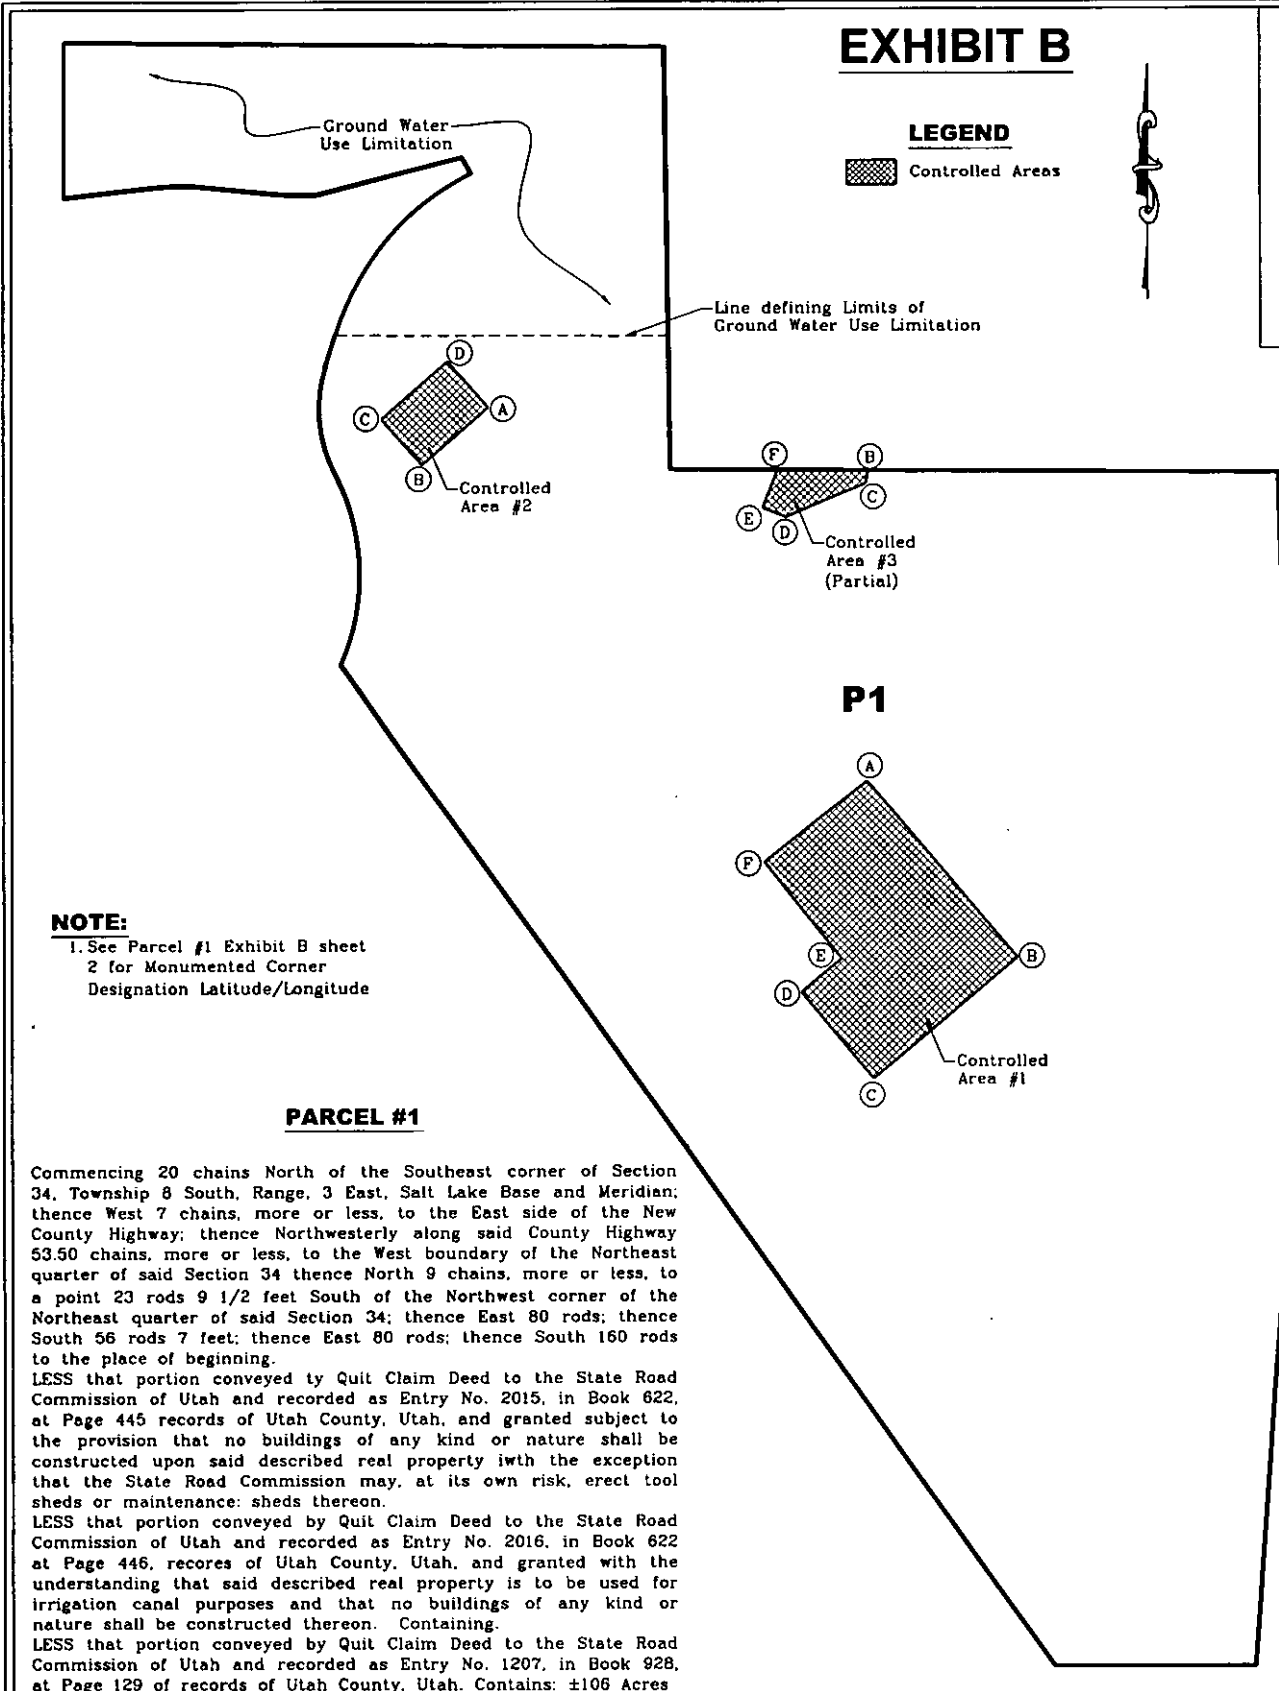 EXHIBIT B
LEGEND
Controlled Areas
Ground Water
Use Limitation
Line defining Limits of
Ground Water Use Limitation
D
A
C
B
Controlled
Area #2
F
B
C
E
D
Controlled
Area #3
(Partial)
P1
A
F
E
B
D
C
Controlled
Area #1
NOTE:
1. See Parcel #1 Exhibit B sheet
2 for Monumented Corner
Designation Latitude/Longitude
PARCEL #1
Commencing 20 chains North of the Southeast corner of Section
34, Township 8 South, Range, 3 East, Salt Lake Base and Meridian;
thence West 7 chains, more or less, to the East side of the New
County Highway; thence Northwesterly along said County Highway
53.50 chains, more or less, to the West boundary of the Northeast
quarter of said Section 34 thence North 9 chains, more or less, to
a point 23 rods 9 1/2 feet South of the Northwest corner of the
Northeast quarter of said Section 34; thence East 80 rods; thence
South 56 rods 7 feet; thence East 80 rods; thence South 160 rods
to the place of beginning.
LESS that portion conveyed ty Quit Claim Deed to the State Road
Commission of Utah and recorded as Entry No. 2015, in Book 622,
at Page 445 records of Utah County, Utah, and granted subject to
the provision that no buildings of any kind or nature shall be
constructed upon said described real property iwth the exception
that the State Road Commission may, at its own risk, erect tool
sheds or maintenance: sheds thereon.
LESS that portion conveyed by Quit Claim Deed to the State Road
Commission of Utah and recorded as Entry No. 2016, in Book 622
at Page 446, recores of Utah County, Utah, and granted with the
understanding that said described real property is to be used for
irrigation canal purposes and that no buildings of any kind or
nature shall be constructed thereon. Containing.
LESS that portion conveyed by Quit Claim Deed to the State Road
Commission of Utah and recorded as Entry No. 1207, in Book 928,
at Page 129 of records of Utah County, Utah. Contains: ±106 Acres